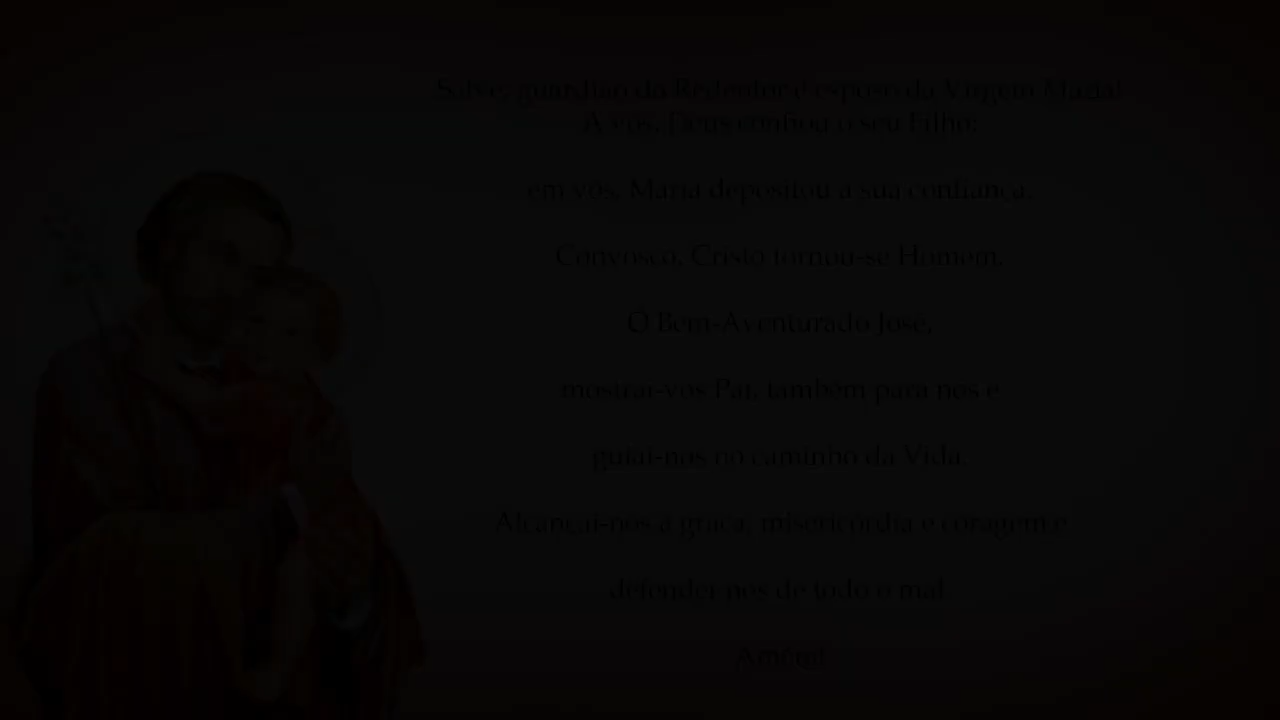 Salve, guardião do Redentor e esposo da Virgem Maria!
A vós, Deus confiou o seu Filho;
em vós, Maria depositou a sua confiança.
Convosco, Cristo tornou-se Homem.
Ó Bem-Aventurado José,
mostrai-vos Pai, também para nós e
guiai-nos no caminho da Vida.
Alcançai-nos a graça, misericórdia e coragem e
defendei-nos de todo o mal.